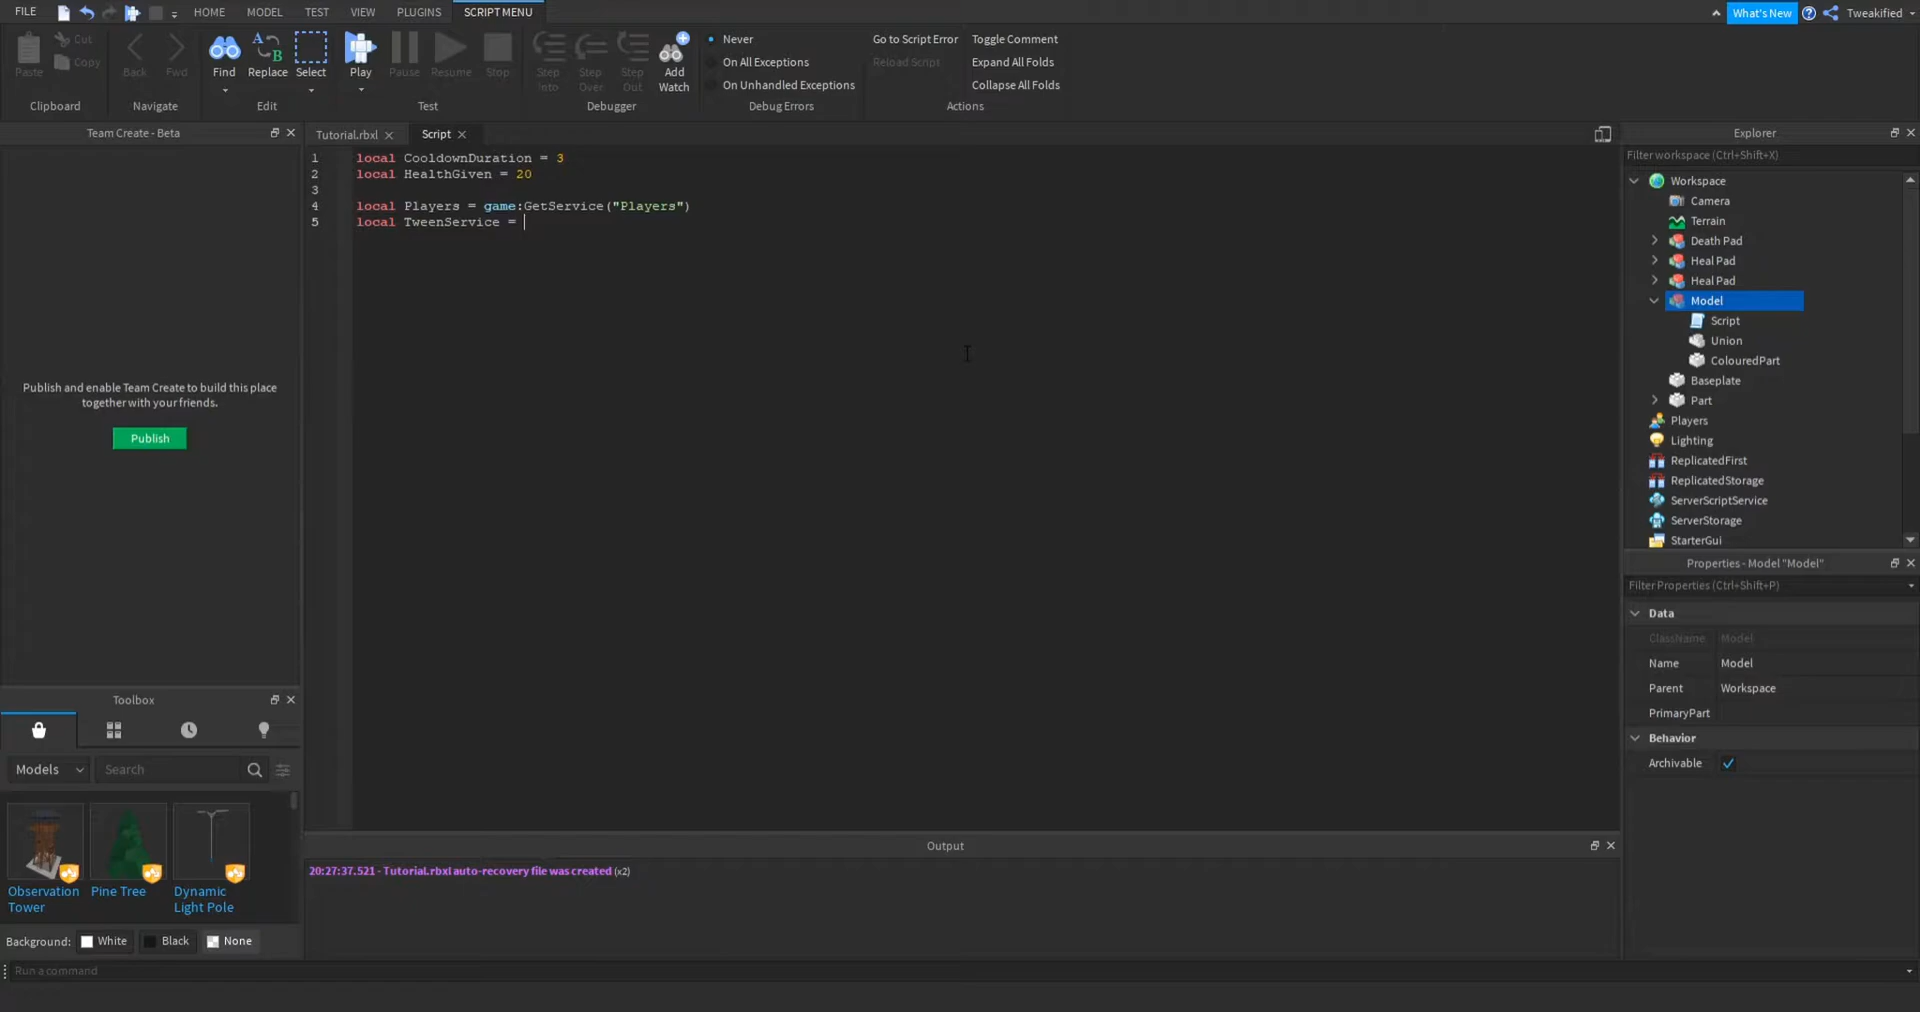 FILE HOME MODEL TEST VIEW PLUGINS SCRIPT MENU What's New Tweakified
Paste Cut Copy
Back Fwd
Find Replace Select
Play Pause Resume Stop
Step Into Step Over Step Out Add Watch
Never
On All Exceptions
On Unhandled Exceptions
Go to Script Error Toggle Comment
Reload Script Expand All Folds
Collapse All Folds
Clipboard Navigate Edit Test Debugger Debug Errors Actions
Team Create - Beta
Publish and enable Team Create to build this place
together with your friends.
Publish
Toolbox
Models Search
Observation
Tower
Pine Tree
Dynamic
Light Pole
Background: White Black None
Tutorial.rbxl Script
1 local CooldownDuration = 3
2 local HealthGiven = 20
3
4 local Players = game:GetService("Players")
5 local TweenService =
Output
20:27:37.521 - Tutorial.rbxl auto-recovery file was created (x2)
Explorer
Filter workspace (Ctrl+Shift+X)
Workspace
Camera
Terrain
Death Pad
Heal Pad
Heal Pad
Model
Script
Union
ColouredPart
Baseplate
Part
Players
Lighting
ReplicatedFirst
ReplicatedStorage
ServerScriptService
ServerStorage
StarterGui
Properties - Model "Model"
Filter Properties (Ctrl+Shift+P)
Data
ClassName Model
Name Model
Parent Workspace
PrimaryPart
Behavior
Archivable
Run a command